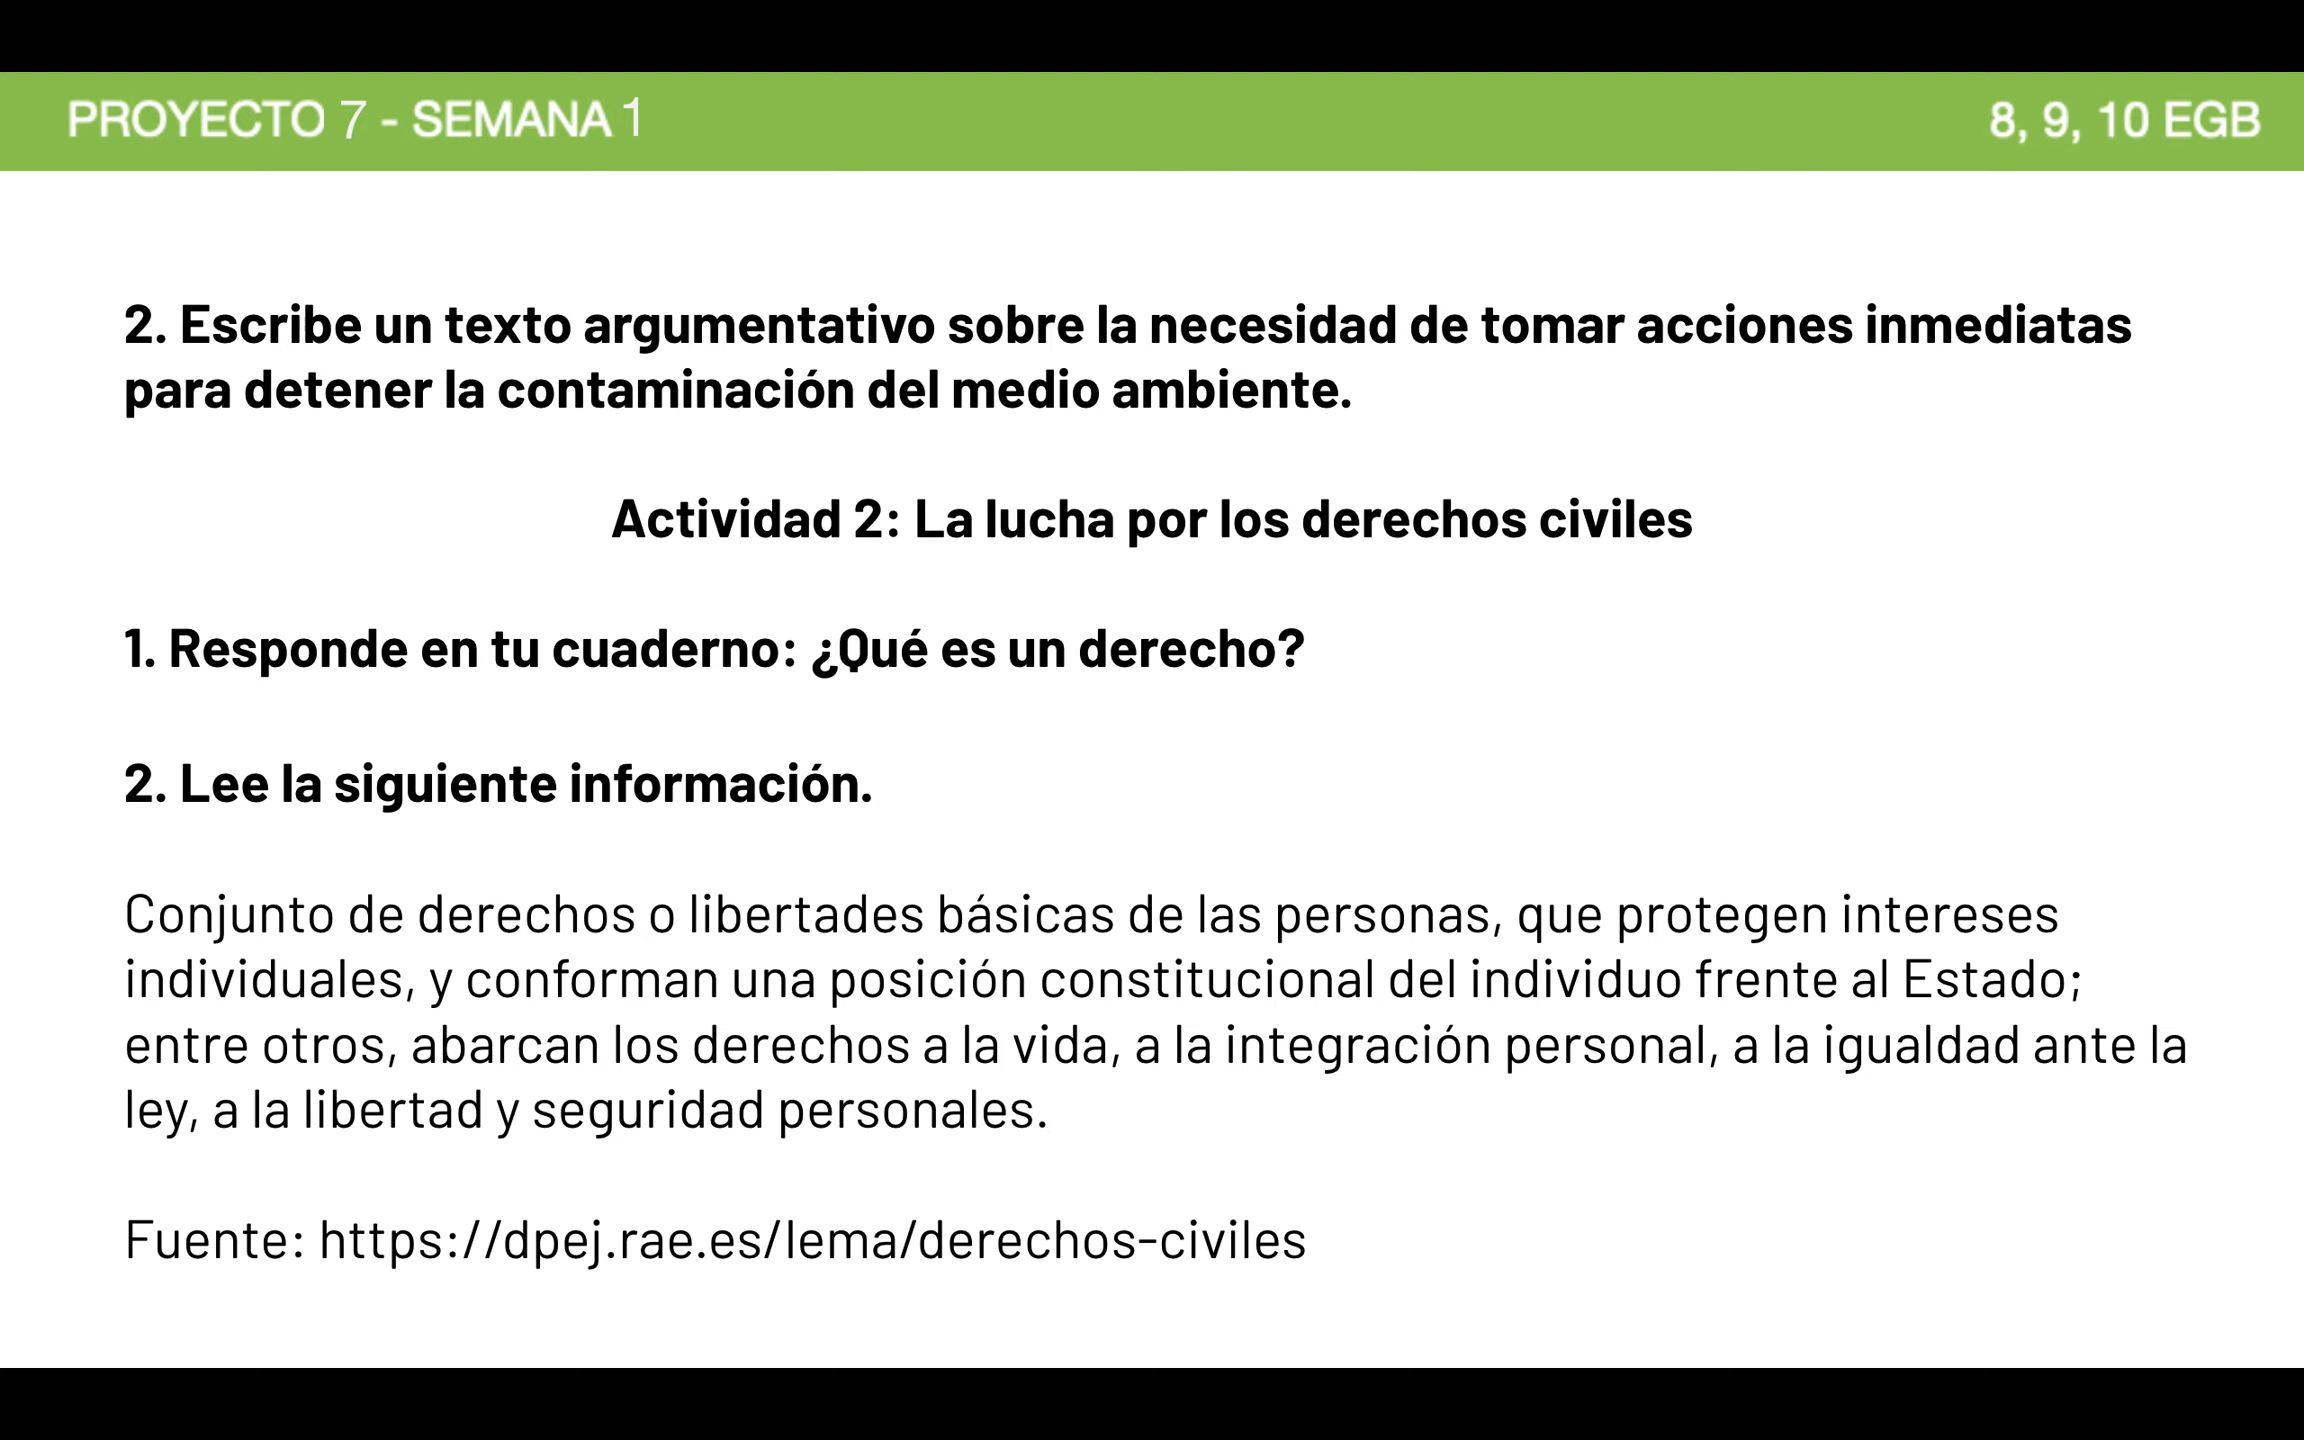 PROYECTO 7 - SEMANA 1
8, 9, 10 EGB
2. Escribe un texto argumentativo sobre la necesidad de tomar acciones inmediatas
para detener la contaminación del medio ambiente.
Actividad 2: La lucha por los derechos civiles
1. Responde en tu cuaderno: ¿Qué es un derecho?
2. Lee la siguiente información.
Conjunto de derechos o libertades básicas de las personas, que protegen intereses
individuales, y conforman una posición constitucional del individuo frente al Estado;
entre otros, abarcan los derechos a la vida, a la integración personal, a la igualdad ante la
ley, a la libertad y seguridad personales.
Fuente: https://dpej.rae.es/lema/derechos-civiles